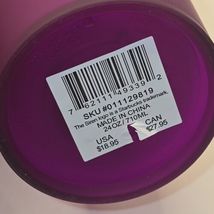 7 62111 49339 2
SKU #011129819
The Siren logo is a Starbucks trademark.
MADE IN CHINA
24 OZ/710ML
USA CAN
$18.95 $27.95